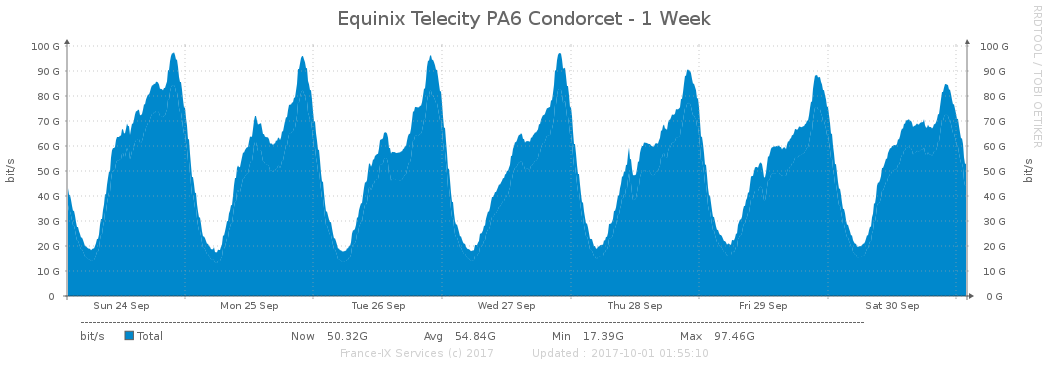 Equinix Telecity PA6 Condorcet - 1 Week
RRDTOOL / TOBI OETIKER
bit/s
100 G
90 G
80 G
70 G
60 G
50 G
40 G
30 G
20 G
10 G
0
100 G
90 G
80 G
70 G
60 G
50 G
40 G
30 G
20 G
10 G
0 G
bit/s
Sun 24 Sep Mon 25 Sep Tue 26 Sep Wed 27 Sep Thu 28 Sep Fri 29 Sep Sat 30 Sep
bit/s Total Now 50.32G Avg 54.84G Min 17.39G Max 97.46G
France-IX Services (c) 2017 Updated : 2017-10-01 01:55:10